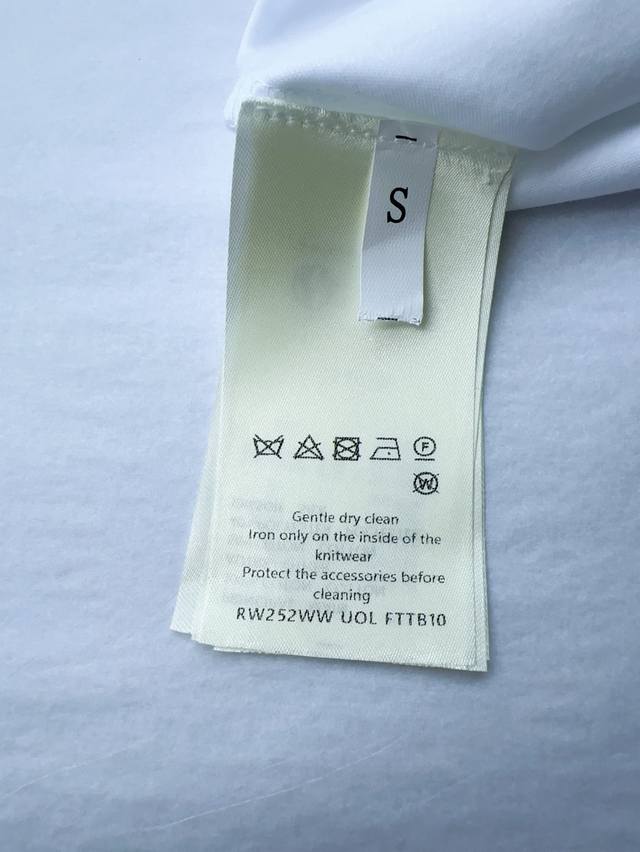 S
F
W
Gentle dry clean
Iron only on the inside of the
knitwear
Protect the accessories before
cleaning
RW252WW UOL FTTB10